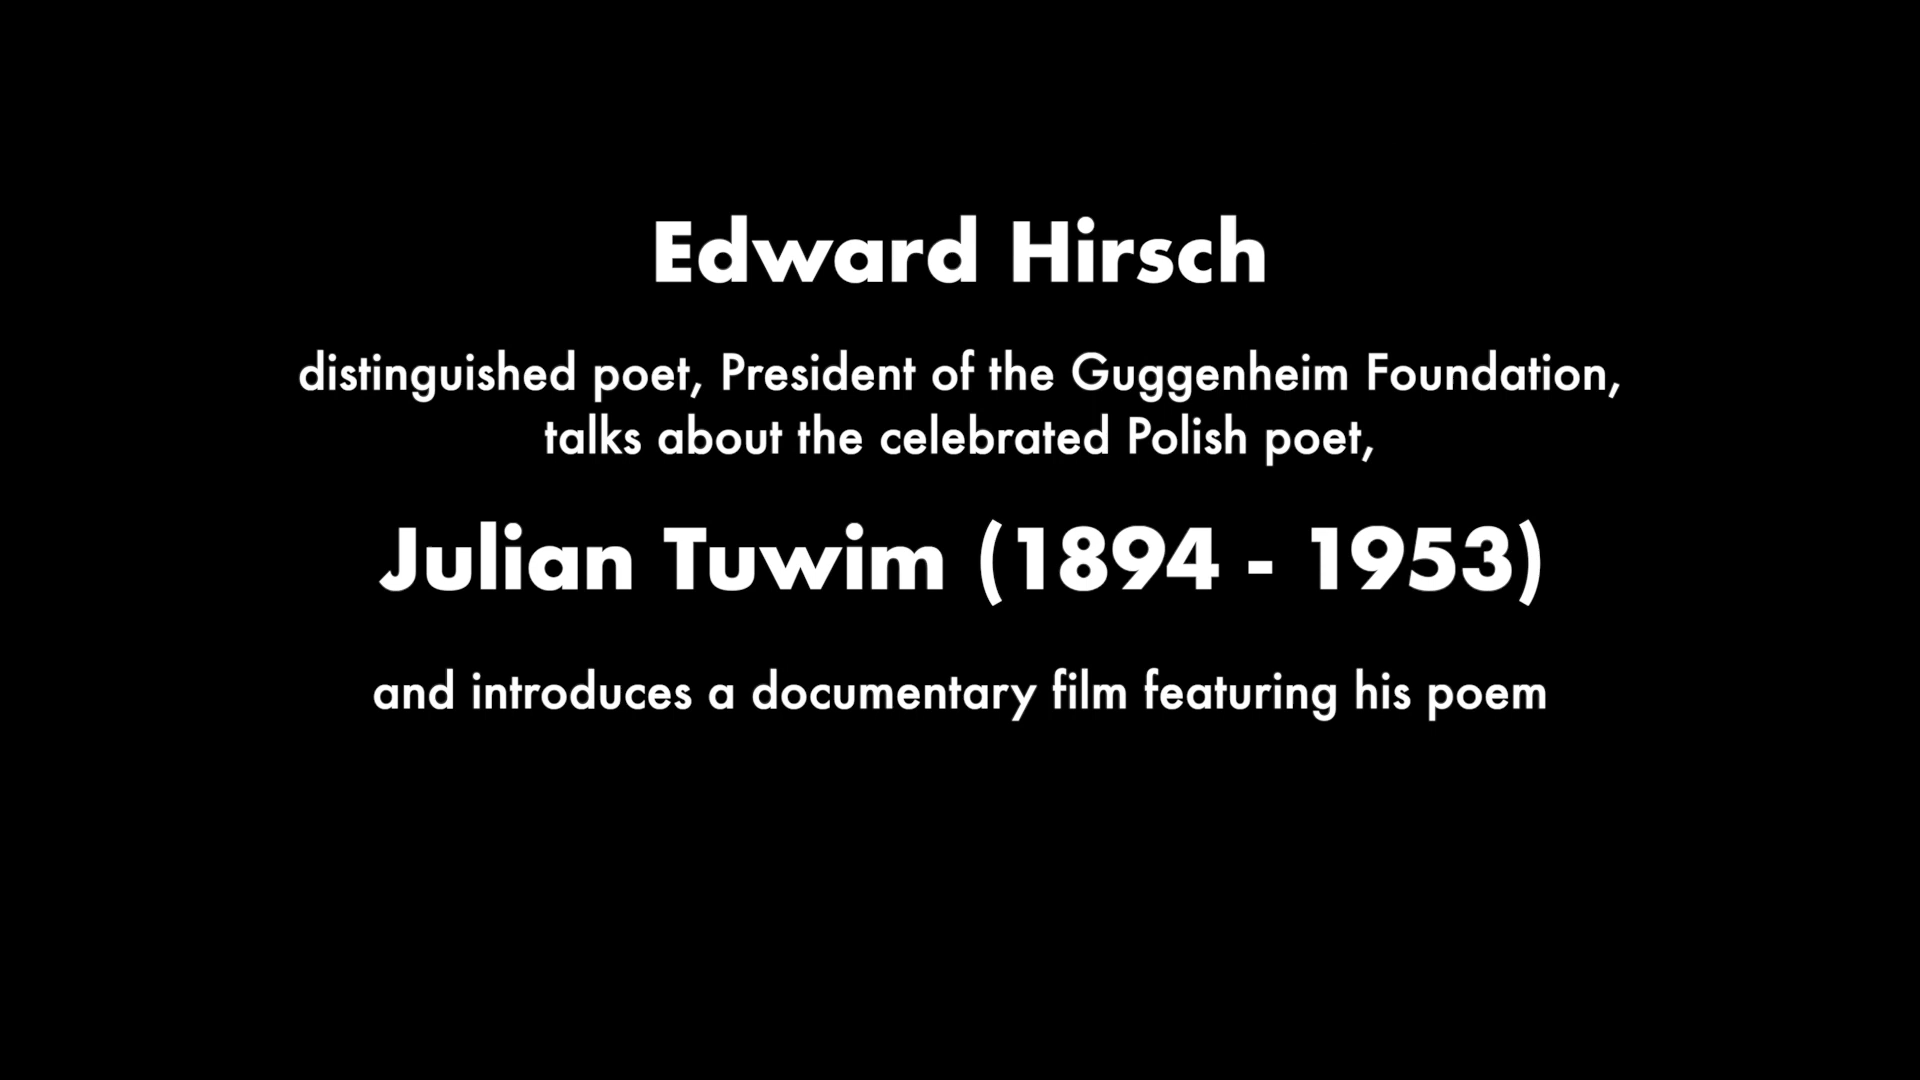 Edward Hirsch
distinguished poet, President of the Guggenheim Foundation,
talks about the celebrated Polish poet,
Julian Tuwim (1894 - 1953)
and introduces a documentary film featuring his poem